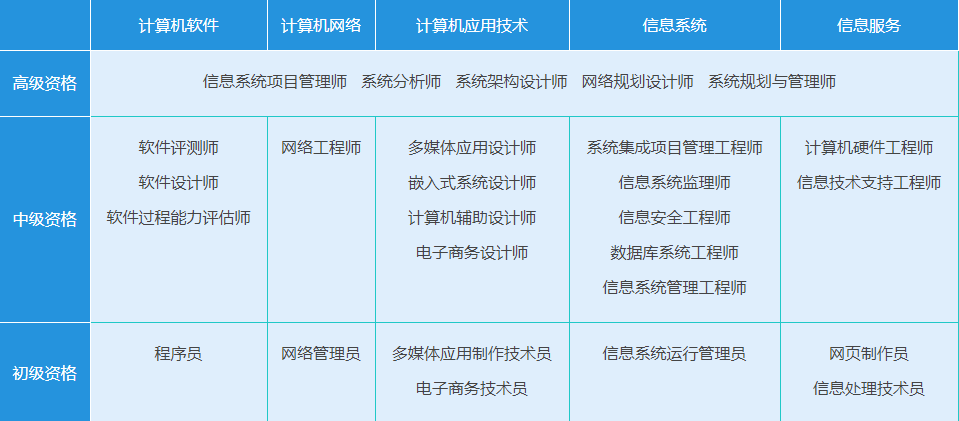 计算机软件 计算机网络 计算机应用技术 信息系统 信息服务
高级资格 信息系统项目管理师 系统分析师 系统架构设计师 网络规划设计师 系统规划与管理师
软件评测师 网络工程师 多媒体应用设计师 系统集成项目管理工程师 计算机硬件工程师
软件设计师 嵌入式系统设计师 信息系统监理师 信息技术支持工程师
中级资格 软件过程能力评估师 计算机辅助设计师 信息安全工程师
电子商务设计师 数据库系统工程师
信息系统管理工程师
程序员 网络管理员 多媒体应用制作技术员 信息系统运行管理员 网页制作员
初级资格
电子商务技术员 信息处理技术员